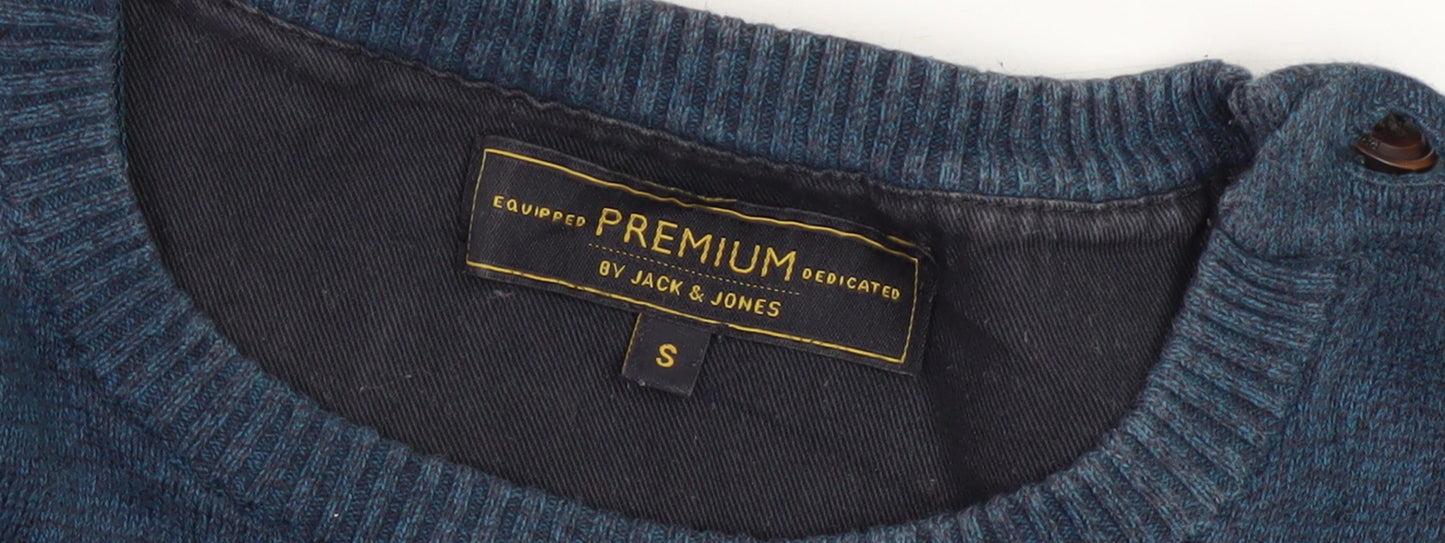 EQUIPPED PREMIUM DEDICATED
BY JACK & JONES
S